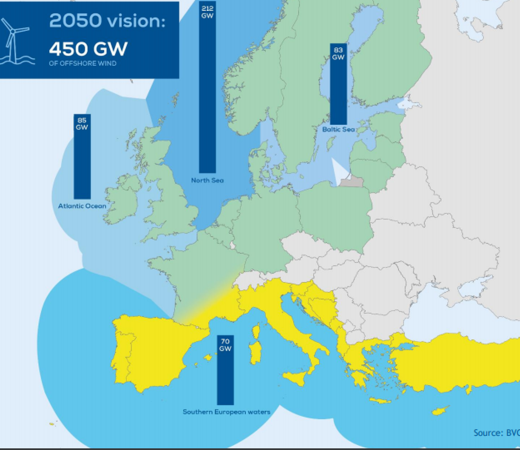 2050 vision:
450 GW
OF OFFSHORE WIND
212
GW
83
GW
85
GW
Baltic Sea
North Sea
Atlantic Ocean
70
GW
Southern European waters
Source: BVG